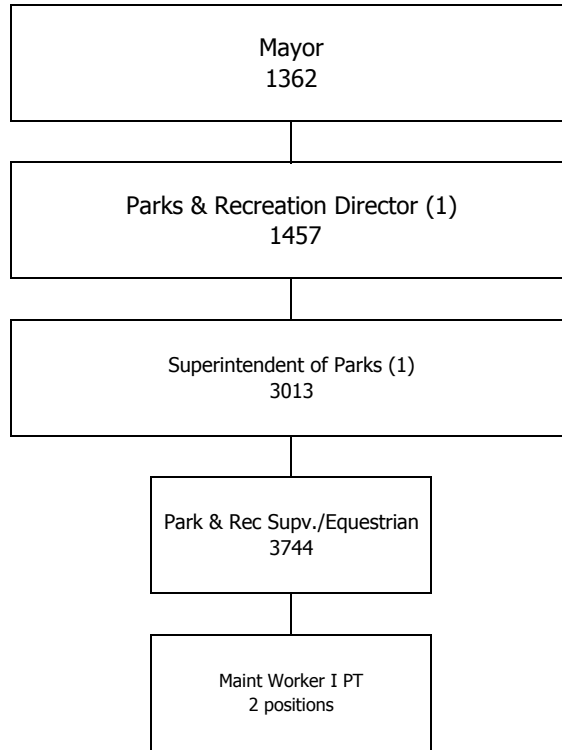 Mayor
1362
Parks & Recreation Director (1)
1457
Superintendent of Parks (1)
3013
Park & Rec Supv./Equestrian
3744
Maint Worker I PT
2 positions